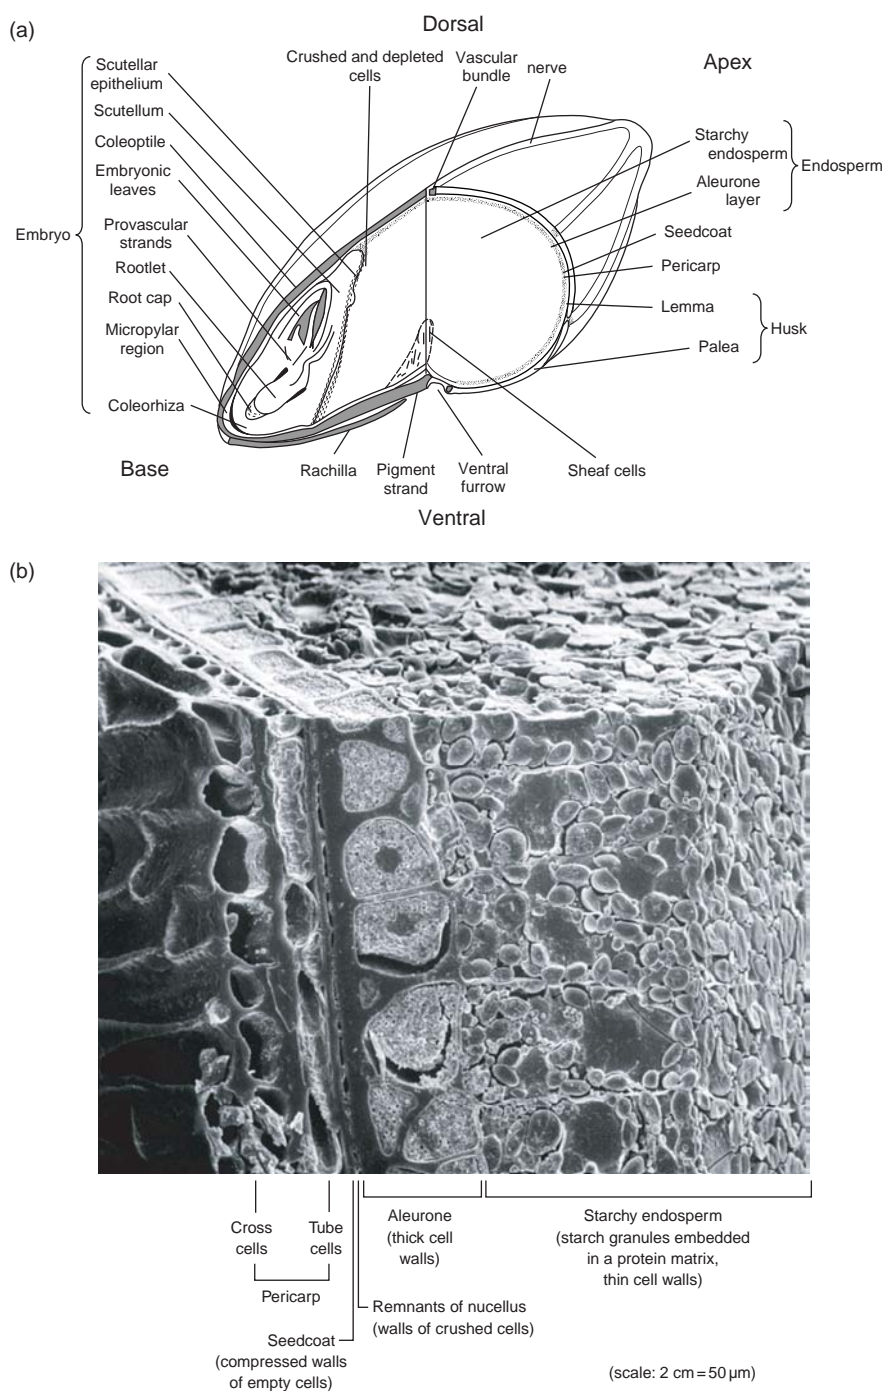 (a)
Dorsal
Apex
Base
Ventral
Embryo
Scutellar
epithelium
Scutellum
Coleoptile
Embryonic
leaves
Provascular
strands
Rootlet
Root cap
Micropylar
region
Coleorhiza
Crushed and depleted
cells
Vascular
bundle
nerve
Starchy
endosperm
Aleurone
layer
Endosperm
Seedcoat
Pericarp
Lemma
Palea
Husk
Rachilla
Pigment
strand
Ventral
furrow
Sheaf cells
(b)
Cross
cells
Tube
cells
Pericarp
Seedcoat
(compressed walls
of empty cells)
Remnants of nucellus
(walls of crushed cells)
Aleurone
(thick cell
walls)
Starchy endosperm
(starch granules embedded
in a protein matrix,
thin cell walls)
(scale: 2 cm = 50 µm)